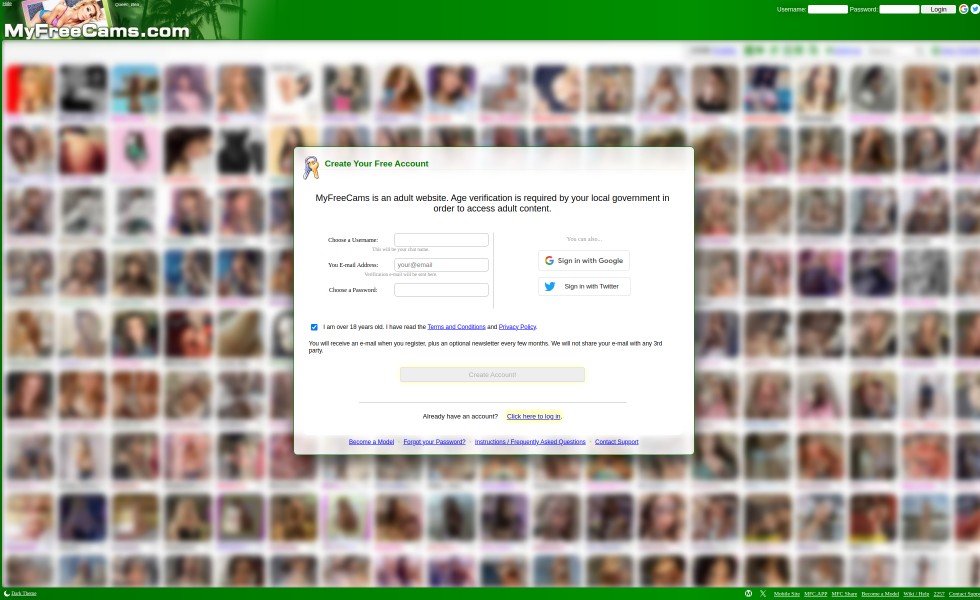 Hide
MyFreeCams.com
Username:
Password:
Login
Create Your Free Account
MyFreeCams is an adult website. Age verification is required by your local government in
order to access adult content.
Choose a Username:
This will be your chat name.
You E-mail Address:
your@email
Verification e-mail will be sent here.
Choose a Password:
You can also...
Sign in with Google
Sign in with Twitter
I am over 18 years old. I have read the Terms and Conditions and Privacy Policy.
You will receive an e-mail when you register, plus an optional newsletter every few months. We will not share your e-mail with any 3rd
party.
Create Account!
Already have an account? Click here to log in.
Become a Model - Forgot your Password? - Instructions / Frequently Asked Questions - Contact Support
Dark Theme
Mobile Site MFC.APP MFC Share Become a Model Wiki / Help 2257 Contact